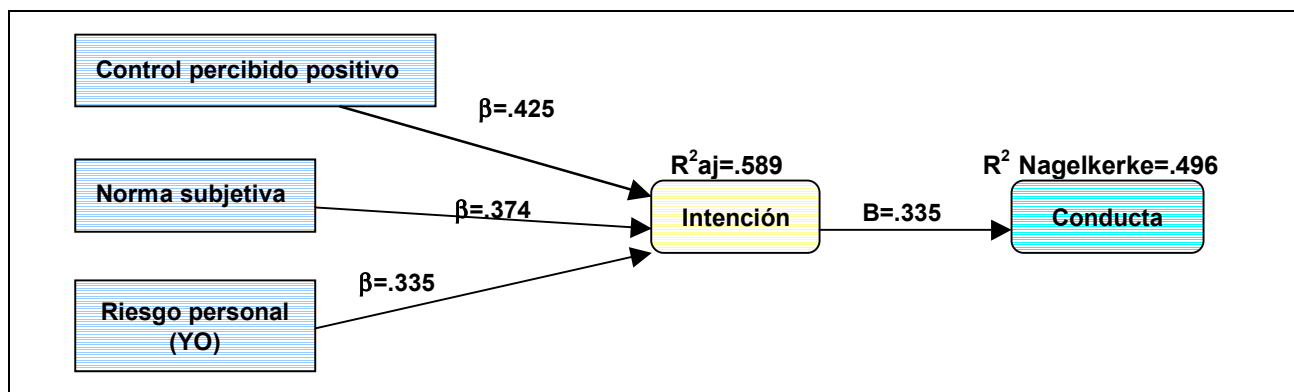 Control percibido positivo
β=.425
R²aj=.589
R² Nagelkerke=.496
Norma subjetiva
β=.374
Intención
B=.335
Conducta
β=.335
Riesgo personal
(YO)